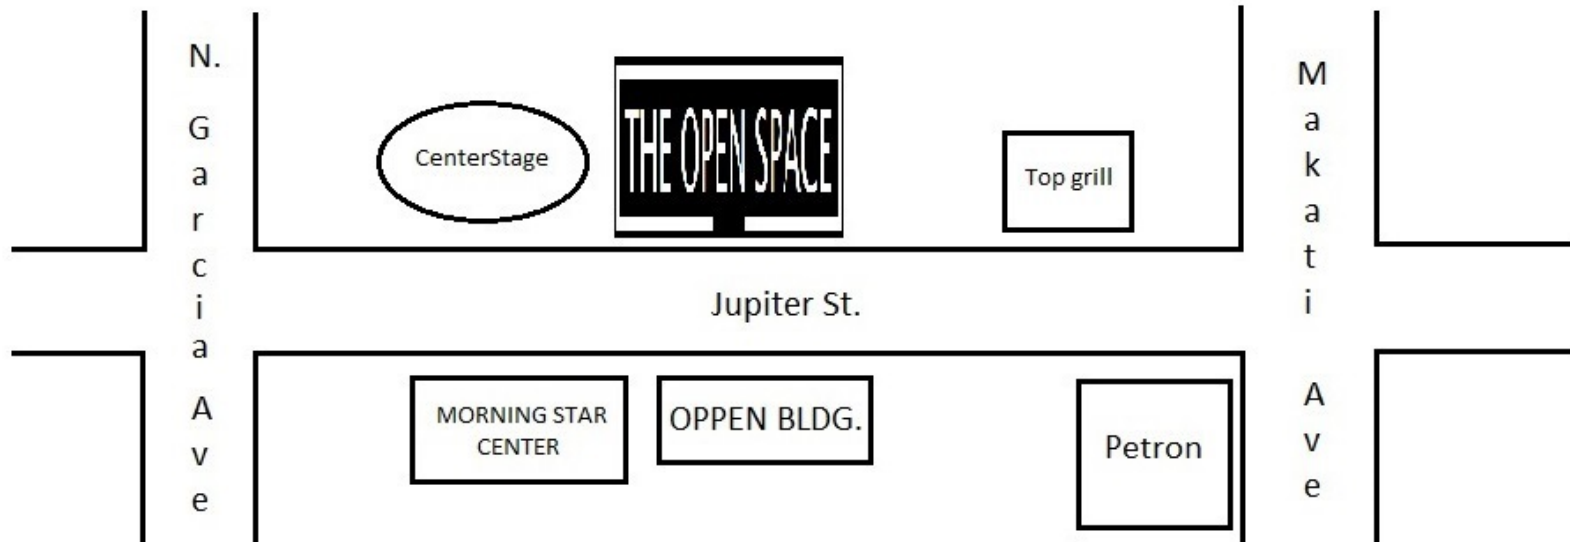 N. Garcia Ave
CenterStage
THE OPEN SPACE
Top grill
Makati Ave
Jupiter St.
MORNING STAR
CENTER
OPPEN BLDG.
Petron